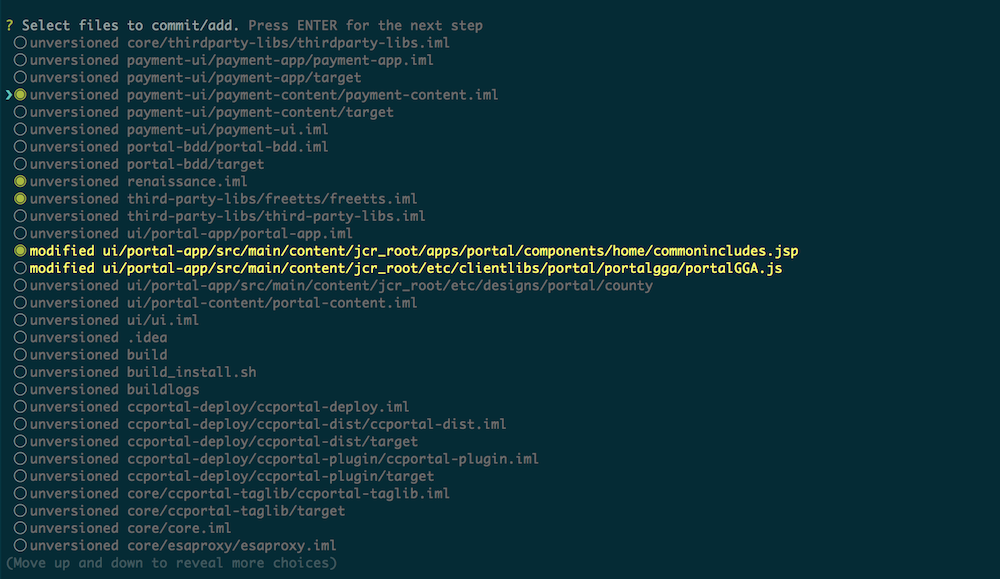 ? Select files to commit/add. Press ENTER for the next step
unversioned core/thirdparty-libs/thirdparty-libs.iml
unversioned payment-ui/payment-app/payment-app.iml
unversioned payment-ui/payment-app/target
❯◉unversioned payment-ui/payment-content/payment-content.iml
unversioned payment-ui/payment-content/target
unversioned payment-ui/payment-ui.iml
unversioned portal-bdd/portal-bdd.iml
unversioned portal-bdd/target
unversioned renaissance.iml
unversioned third-party-libs/freetts/freetts.iml
unversioned third-party-libs/third-party-libs.iml
unversioned ui/portal-app/portal-app.iml
modified ui/portal-app/src/main/content/jcr_root/apps/portal/components/home/commonincludes.jsp
modified ui/portal-app/src/main/content/jcr_root/etc/clientlibs/portal/portalgga/portalGGA.js
unversioned ui/portal-app/src/main/content/jcr_root/etc/designs/portal/county
unversioned ui/portal-content/portal-content.iml
unversioned ui/ui.iml
unversioned .idea
unversioned build
unversioned build_install.sh
unversioned buildlogs
unversioned ccportal-deploy/ccportal-deploy.iml
unversioned ccportal-deploy/ccportal-dist/ccportal-dist.iml
unversioned ccportal-deploy/ccportal-dist/target
unversioned ccportal-deploy/ccportal-plugin/ccportal-plugin.iml
unversioned ccportal-deploy/ccportal-plugin/target
unversioned core/ccportal-taglib/ccportal-taglib.iml
unversioned core/ccportal-taglib/target
unversioned core/core.iml
unversioned core/esaproxy/esaproxy.iml
(Move up and down to reveal more choices)